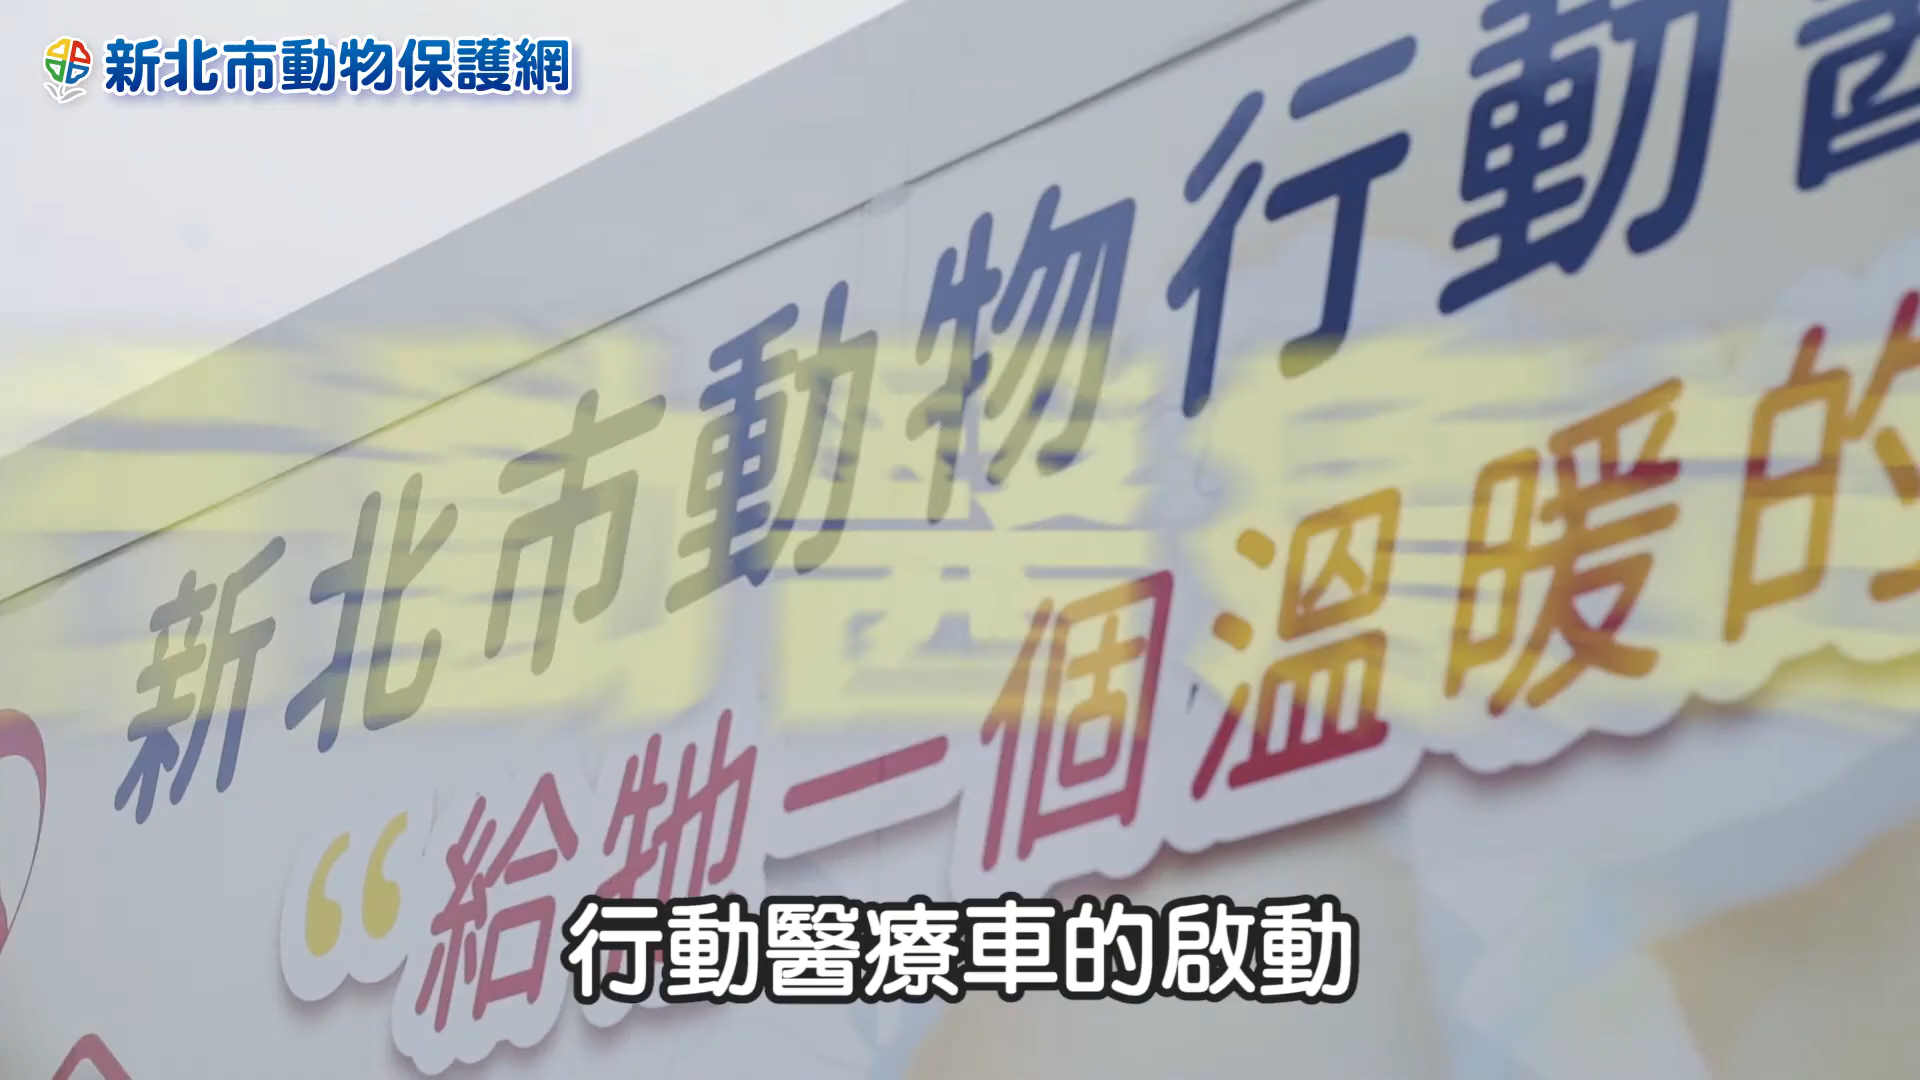 新北市動物保護網
新北市動物行動醫
“給牠一個溫暖的
行動醫療車的啟動